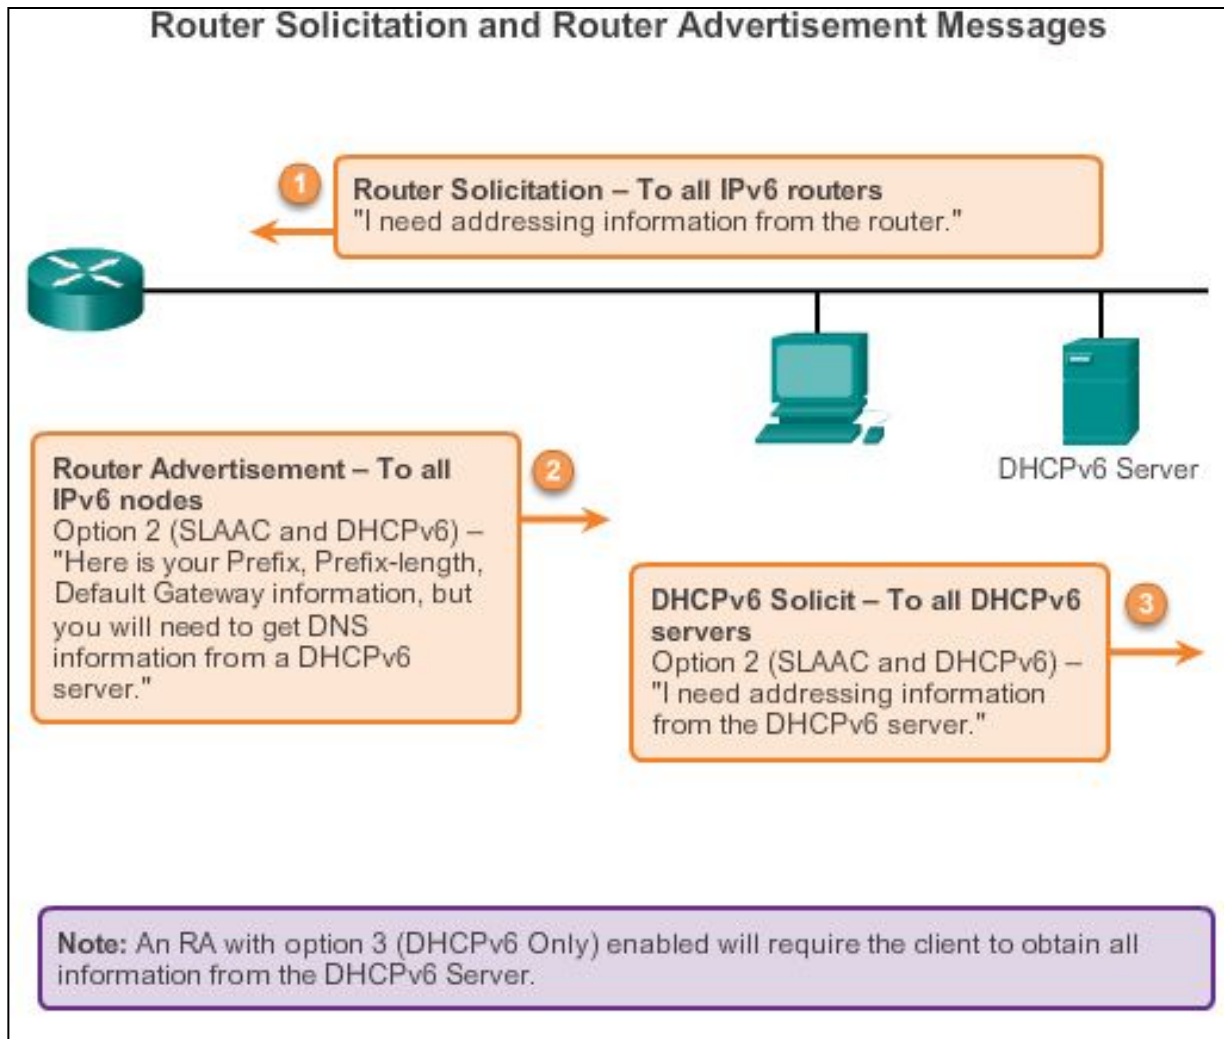 Router Solicitation and Router Advertisement Messages
1
Router Solicitation – To all IPv6 routers
"I need addressing information from the router."
DHCPv6 Server
Router Advertisement – To all
IPv6 nodes
Option 2 (SLAAC and DHCPv6) –
"Here is your Prefix, Prefix-length,
Default Gateway information, but
you will need to get DNS
information from a DHCPv6
server."
2
DHCPv6 Solicit – To all DHCPv6
servers
Option 2 (SLAAC and DHCPv6) –
"I need addressing information
from the DHCPv6 server."
3
Note: An RA with option 3 (DHCPv6 Only) enabled will require the client to obtain all
information from the DHCPv6 Server.